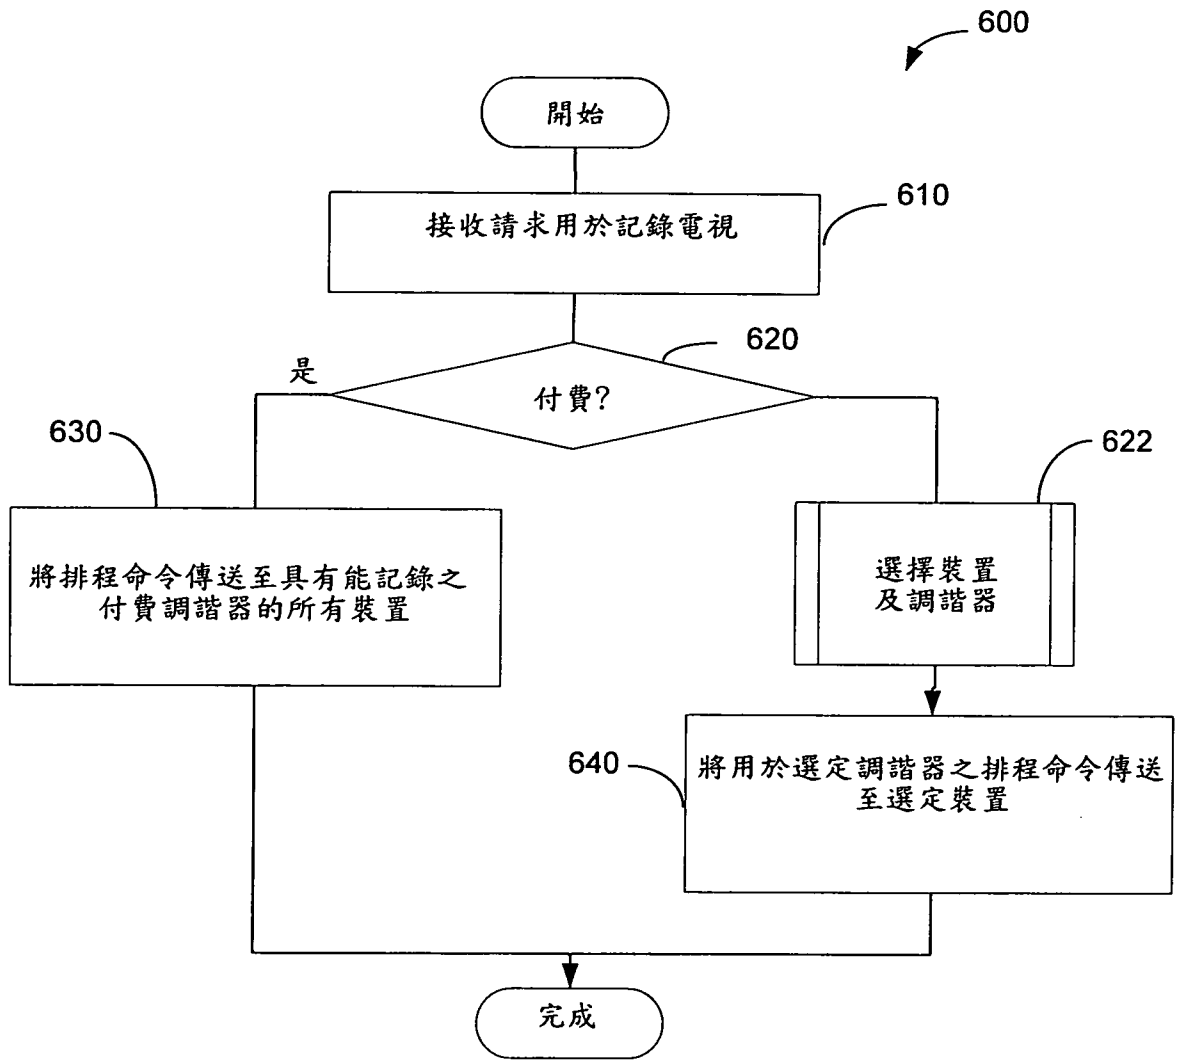 600
開始
接收請求用於記錄電視
610
620
是
付費?
630
622
將排程命令傳送至具有能記錄之
付費調諧器的所有裝置
選擇裝置
及調諧器
640
將用於選定調諧器之排程命令傳送
至選定裝置
完成